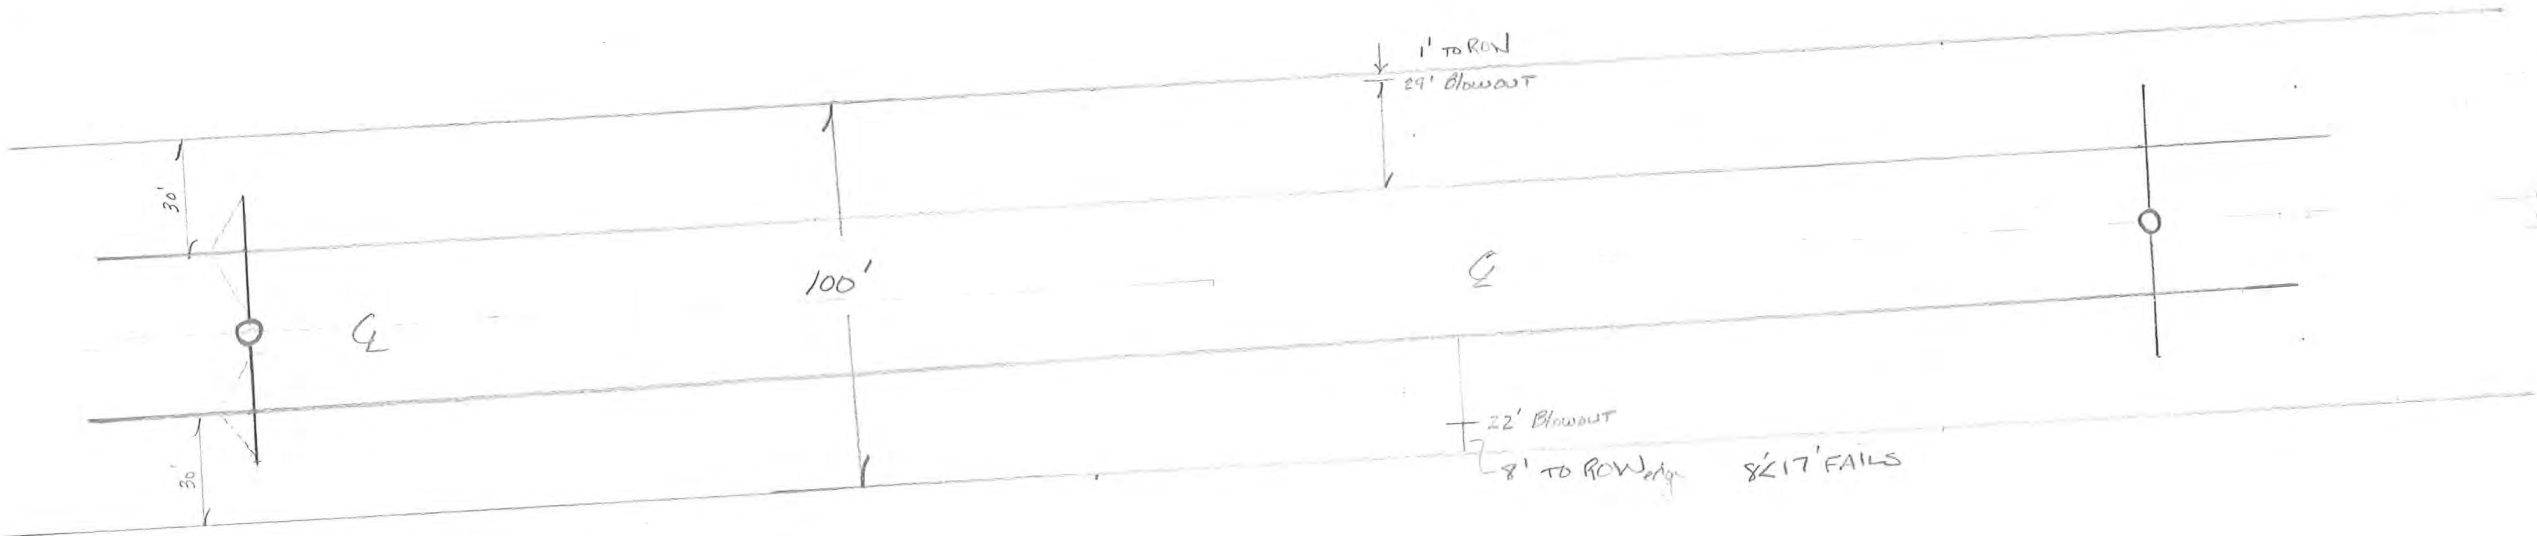 1' TO ROW
29' Blowout
30'
100'
℄
℄
22' Blowout
30'
8' TO ROW edge 8'<17' FAILS